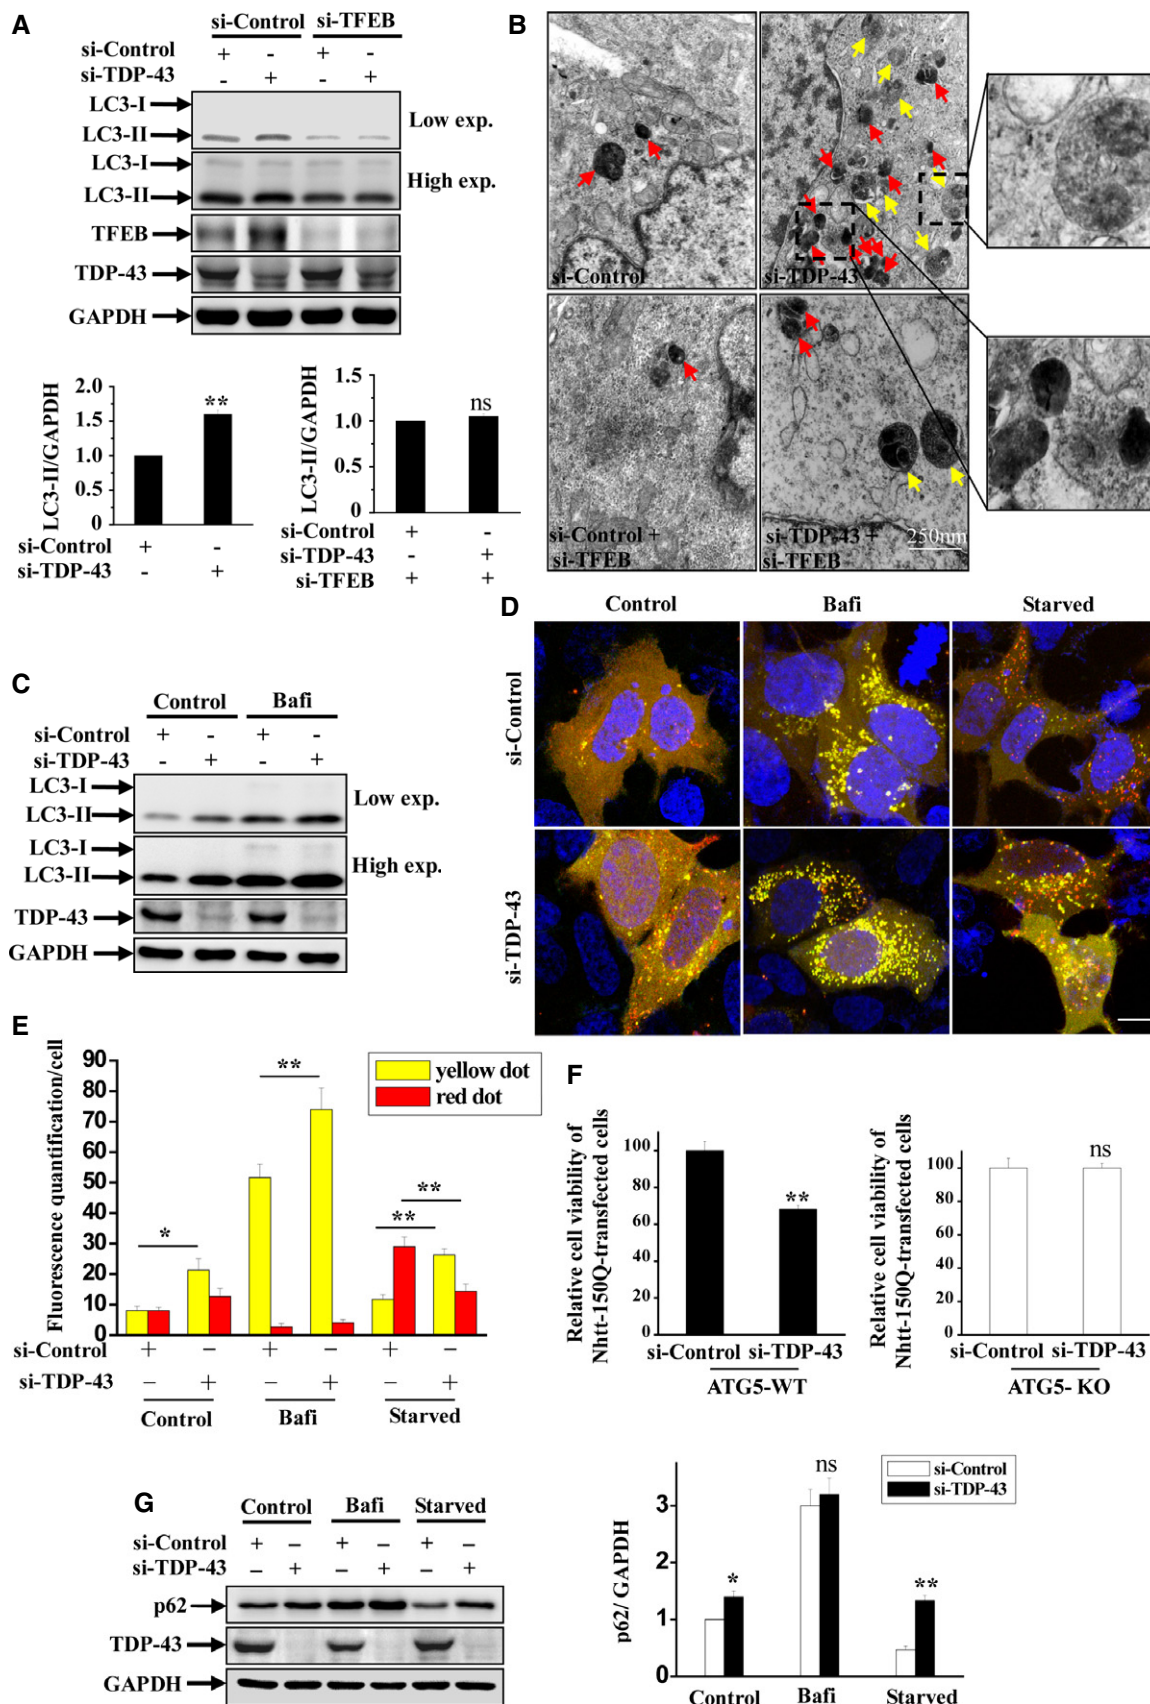 A
si-Control si-TFEB
si-Control + - + -
si-TDP-43 - + - +
LC3-I
LC3-II
Low exp.
LC3-I
LC3-II
High exp.
TFEB
TDP-43
GAPDH
LC3-II/GAPDH
2.0
1.5
1.0
0.5
0
**
si-Control + -
si-TDP-43 - +
LC3-II/GAPDH
1.5
1.0
0.5
0
ns
si-Control + -
si-TDP-43 - +
si-TFEB + +
B
si-Control
si-TDP-43
si-Control +
si-TFEB
si-TDP-43 +
si-TFEB
250nm
C
Control Bafi
si-Control + - + -
si-TDP-43 - + - +
LC3-I
LC3-II
Low exp.
LC3-I
LC3-II
High exp.
TDP-43
GAPDH
D
Control Bafi Starved
si-Control
si-TDP-43
E
Fluorescence quantification/cell
90
80
70
60
50
40
30
20
10
0
yellow dot
red dot
*
**
**
**
si-Control + – + – + –
si-TDP-43 – + – + – +
Control Bafi Starved
F
Relative cell viability of
Nhtt-150Q-transfected cells
100
80
60
40
20
0
**
si-Control si-TDP-43
ATG5-WT
Relative cell viability of
Nhtt-150Q-transfected cells
100
80
60
40
20
0
ns
si-Control si-TDP-43
ATG5- KO
G
Control Bafi Starved
si-Control + – + – + –
si-TDP-43 – + – + – +
p62
TDP-43
GAPDH
p62/ GAPDH
3
2
1
0
*
ns
**
si-Control
si-TDP-43
Control Bafi Starved